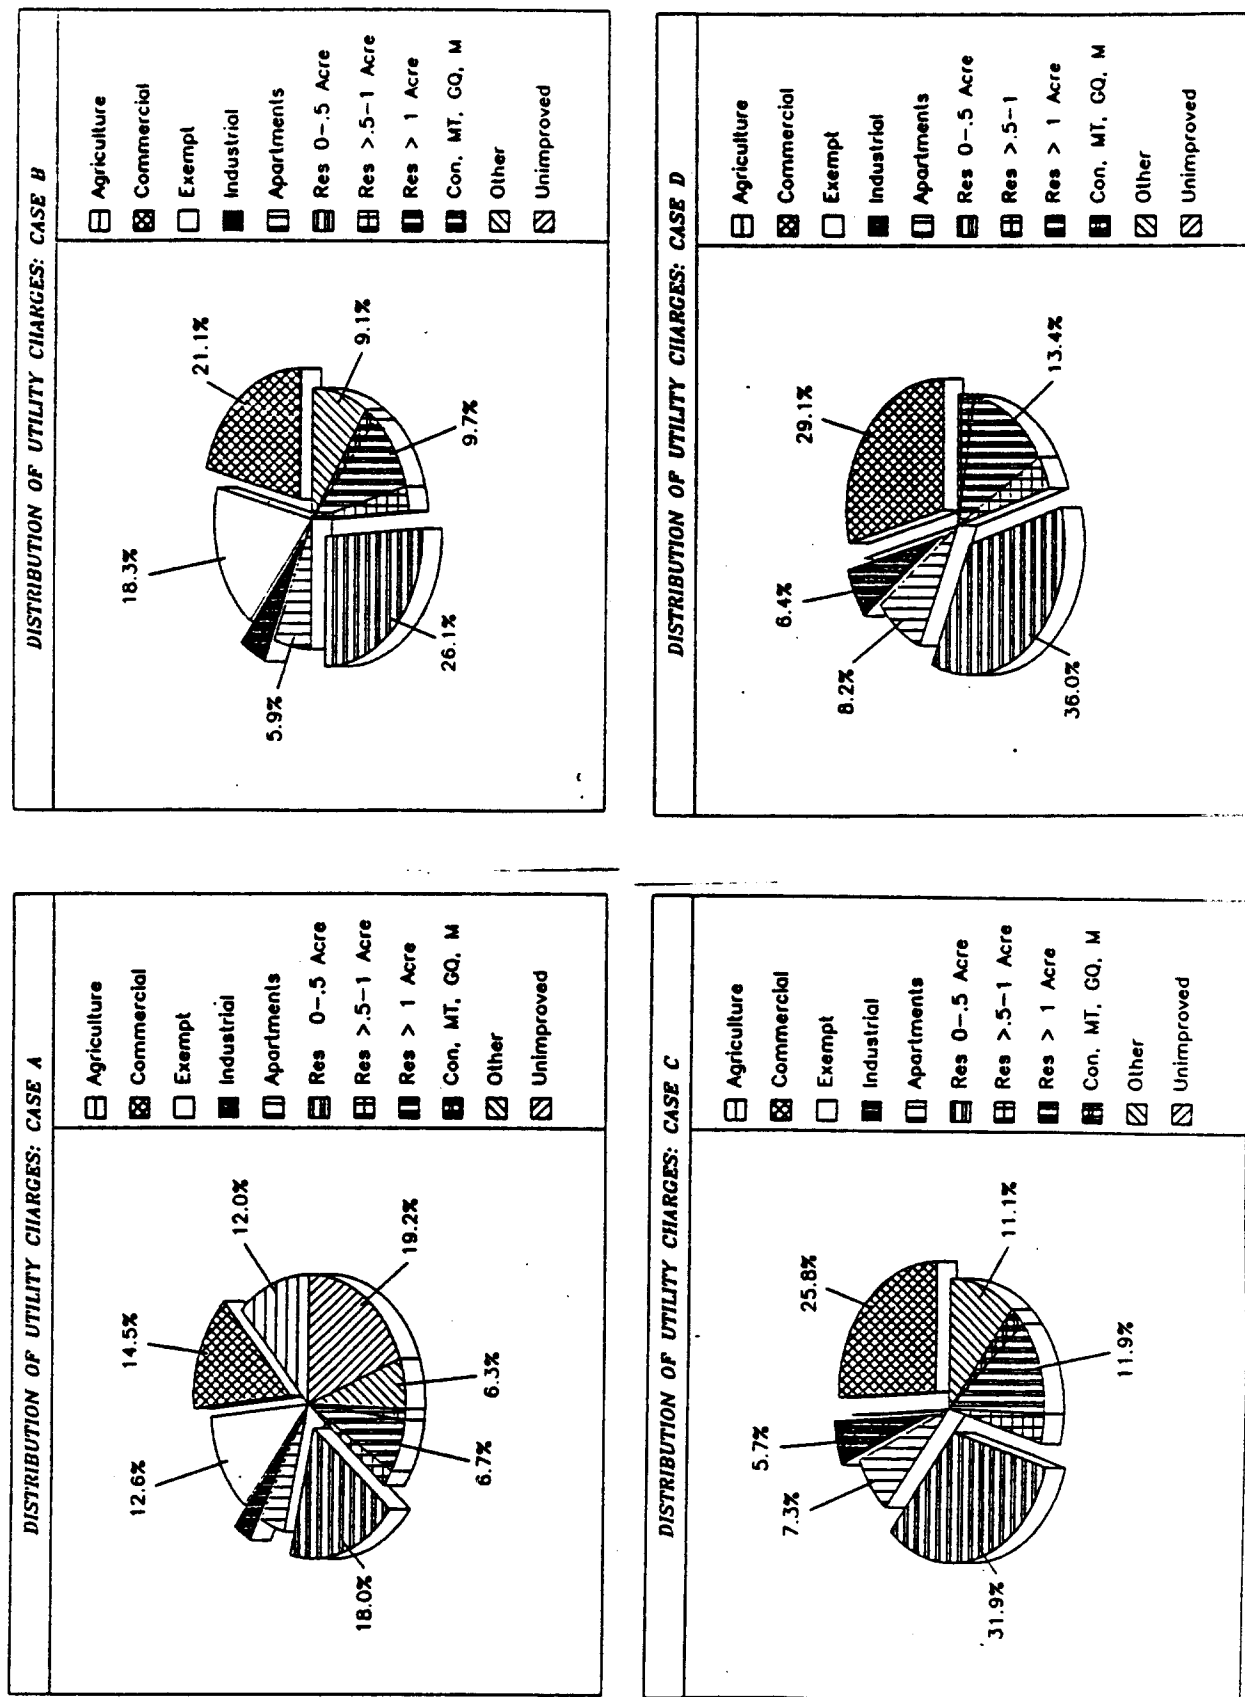 DISTRIBUTION OF UTILITY CHARGES: CASE A
14.5%
12.0%
12.6%
19.2%
6.3%
6.7%
18.0%
Agriculture
Commercial
Exempt
Industrial
Apartments
Res 0-.5 Acre
Res >.5-1 Acre
Res > 1 Acre
Con, MT, GQ, M
Other
Unimproved
DISTRIBUTION OF UTILITY CHARGES: CASE B
21.1%
18.3%
9.1%
5.9%
9.7%
26.1%
Agriculture
Commercial
Exempt
Industrial
Apartments
Res 0-.5 Acre
Res >.5-1 Acre
Res > 1 Acre
Con, MT, GQ, M
Other
Unimproved
DISTRIBUTION OF UTILITY CHARGES: CASE C
25.8%
5.7%
7.3%
11.1%
11.9%
31.9%
Agriculture
Commercial
Exempt
Industrial
Apartments
Res 0-.5 Acre
Res >.5-1 Acre
Res > 1 Acre
Con, MT, GQ, M
Other
Unimproved
DISTRIBUTION OF UTILITY CHARGES: CASE D
29.1%
6.4%
8.2%
13.4%
36.0%
Agriculture
Commercial
Exempt
Industrial
Apartments
Res 0-.5 Acre
Res >.5-1
Res > 1 Acre
Con, MT, GQ, M
Other
Unimproved